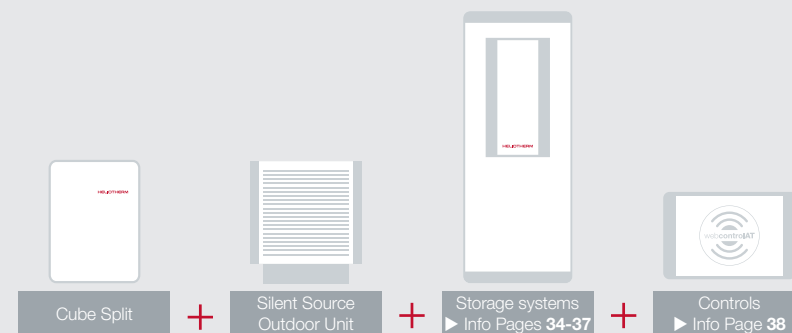 HELIOTHERM
HELIOTHERM
webcontrolAT
Cube Split
+
Silent Source
Outdoor Unit
+
Storage systems
▶ Info Pages 34-37
+
Controls
▶ Info Page 38